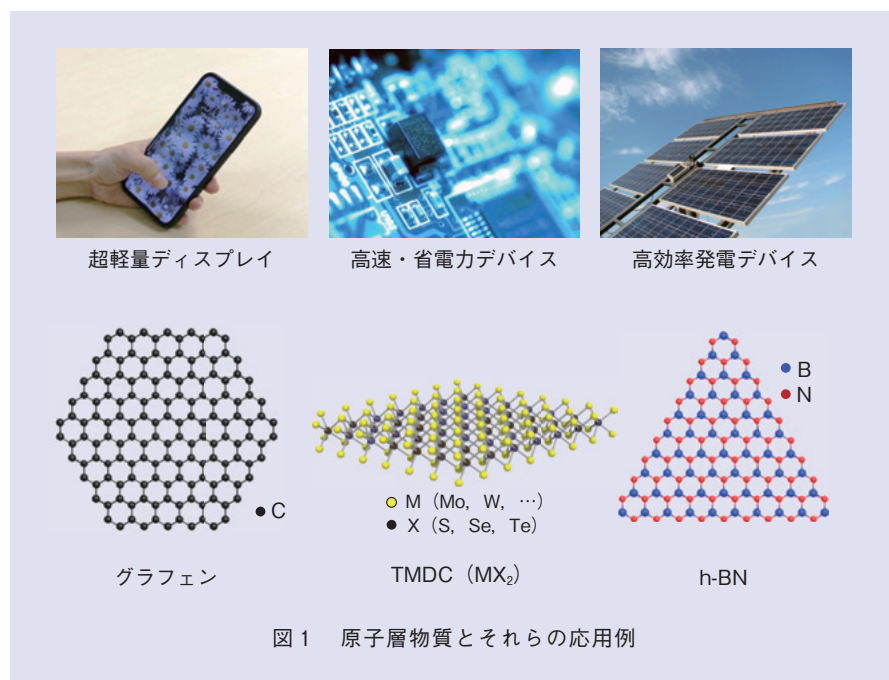 超軽量ディスプレイ
高速・省電力デバイス
高効率発電デバイス
B
N
C
M（Mo，W，…）
X（S，Se，Te）
グラフェン
TMDC（MX₂）
h-BN
図1　原子層物質とそれらの応用例